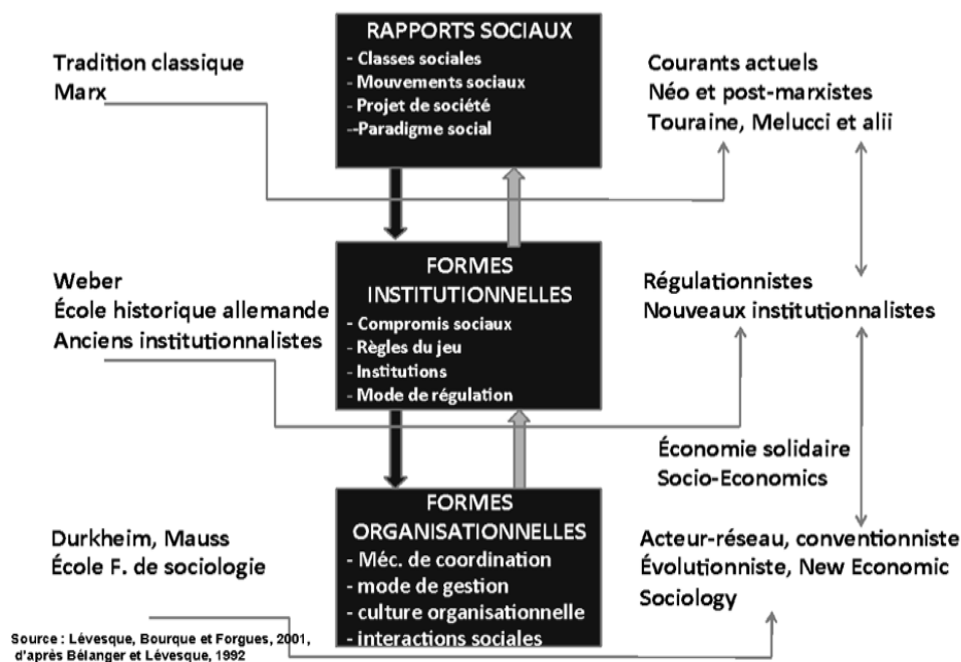 RAPPORTS SOCIAUX
- Classes sociales
- Mouvements sociaux
- Projet de société
--Paradigme social
Tradition classique
Marx
Courants actuels
Néo et post-marxistes
Touraine, Melucci et alii
FORMES
INSTITUTIONNELLES
- Compromis sociaux
- Règles du jeu
- Institutions
- Mode de régulation
Weber
École historique allemande
Anciens institutionnalistes
Régulationnistes
Nouveaux institutionnalistes
Économie solidaire
Socio-Economics
FORMES
ORGANISATIONNELLES
- Méc. de coordination
- mode de gestion
- culture organisationnelle
- interactions sociales
Durkheim, Mauss
École F. de sociologie
Acteur-réseau, conventionniste
Évolutionniste, New Economic
Sociology
Source : Lévesque, Bourque et Forgues, 2001,
d'après Bélanger et Lévesque, 1992